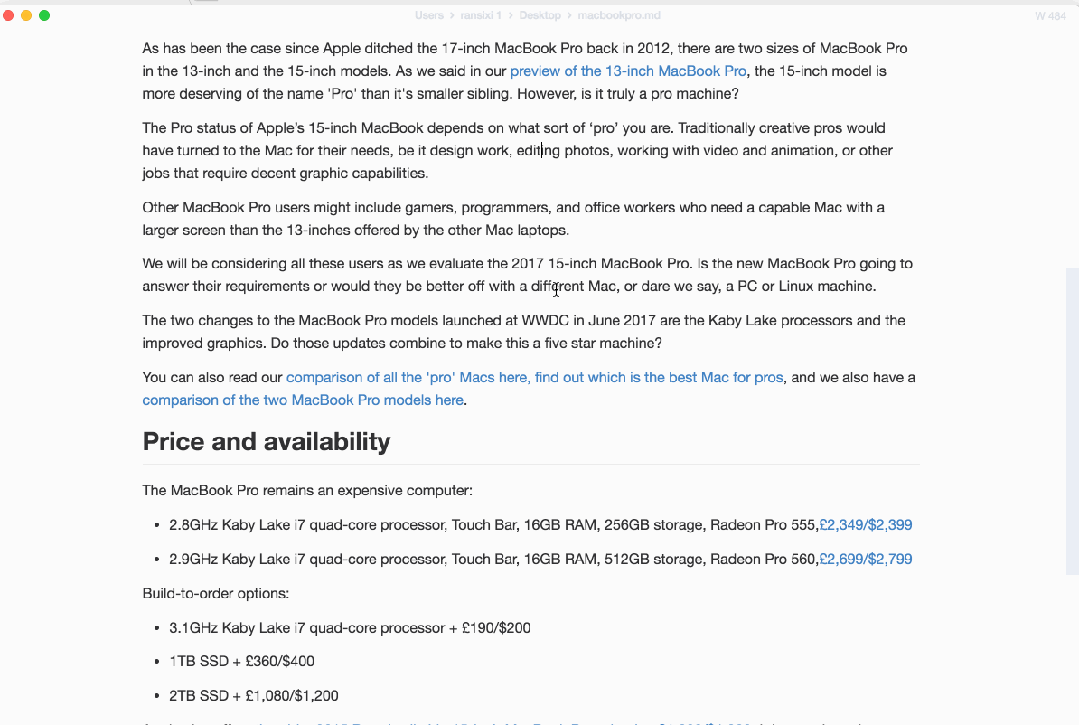 Users > ransixi 1 > Desktop > macbookpro.md
W 484
As has been the case since Apple ditched the 17-inch MacBook Pro back in 2012, there are two sizes of MacBook Pro
in the 13-inch and the 15-inch models. As we said in our preview of the 13-inch MacBook Pro, the 15-inch model is
more deserving of the name 'Pro' than it's smaller sibling. However, is it truly a pro machine?
The Pro status of Apple's 15-inch MacBook depends on what sort of ‘pro’ you are. Traditionally creative pros would
have turned to the Mac for their needs, be it design work, editing photos, working with video and animation, or other
jobs that require decent graphic capabilities.
Other MacBook Pro users might include gamers, programmers, and office workers who need a capable Mac with a
larger screen than the 13-inches offered by the other Mac laptops.
We will be considering all these users as we evaluate the 2017 15-inch MacBook Pro. Is the new MacBook Pro going to
answer their requirements or would they be better off with a different Mac, or dare we say, a PC or Linux machine.
The two changes to the MacBook Pro models launched at WWDC in June 2017 are the Kaby Lake processors and the
improved graphics. Do those updates combine to make this a five star machine?
You can also read our comparison of all the 'pro' Macs here, find out which is the best Mac for pros, and we also have a
comparison of the two MacBook Pro models here.
Price and availability
The MacBook Pro remains an expensive computer:
• 2.8GHz Kaby Lake i7 quad-core processor, Touch Bar, 16GB RAM, 256GB storage, Radeon Pro 555,£2,349/$2,399
• 2.9GHz Kaby Lake i7 quad-core processor, Touch Bar, 16GB RAM, 512GB storage, Radeon Pro 560,£2,699/$2,799
Build-to-order options:
• 3.1GHz Kaby Lake i7 quad-core processor + £190/$200
• 1TB SSD + £360/$400
• 2TB SSD + £1,080/$1,200